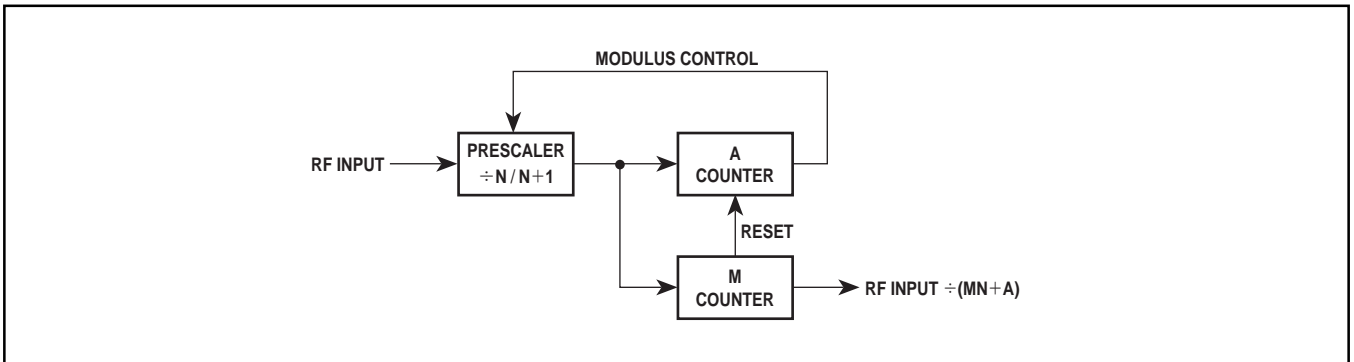 MODULUS CONTROL
RF INPUT
PRESCALER
÷N/N+1
A
COUNTER
RESET
M
COUNTER
RF INPUT ÷(MN+A)